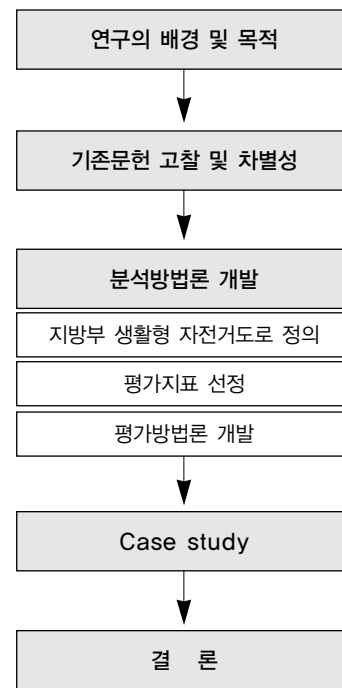 연구의 배경 및 목적
기존문헌 고찰 및 차별성
분석방법론 개발
지방부 생활형 자전거도로 정의
평가지표 선정
평가방법론 개발
Case study
결 론